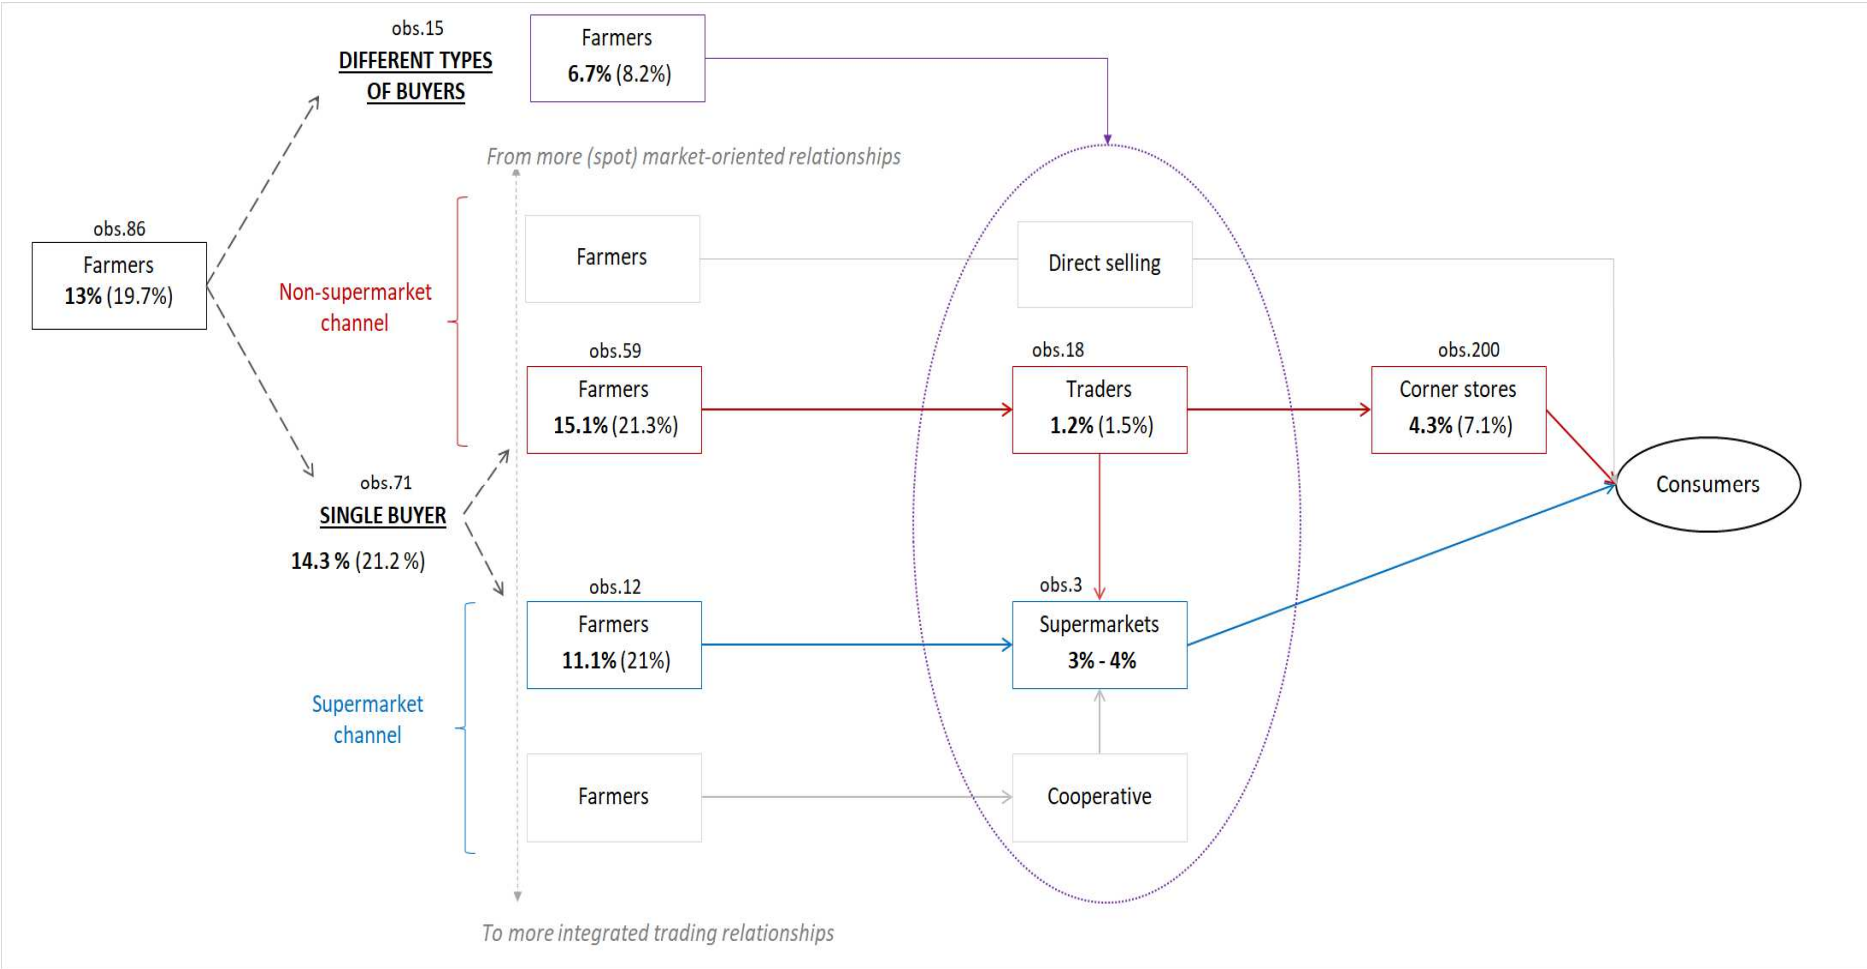 obs.15
DIFFERENT TYPES
OF BUYERS
Farmers
6.7% (8.2%)
From more (spot) market-oriented relationships
obs.86
Farmers
13% (19.7%)
Non-supermarket
channel
Farmers
Direct selling
obs.59
Farmers
15.1% (21.3%)
obs.18
Traders
1.2% (1.5%)
obs.200
Corner stores
4.3% (7.1%)
Consumers
obs.71
SINGLE BUYER
14.3 % (21.2 %)
obs.12
Farmers
11.1% (21%)
obs.3
Supermarkets
3% - 4%
Supermarket
channel
Farmers
Cooperative
To more integrated trading relationships